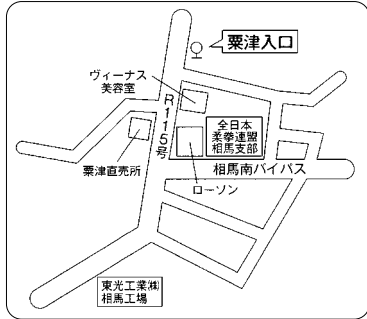 粟津入口
ヴィーナス
美容室
R115号
全日本
柔拳連盟
相馬支部
粟津直売所
相馬南バイパス
ローソン
東光工業㈱
相馬工場